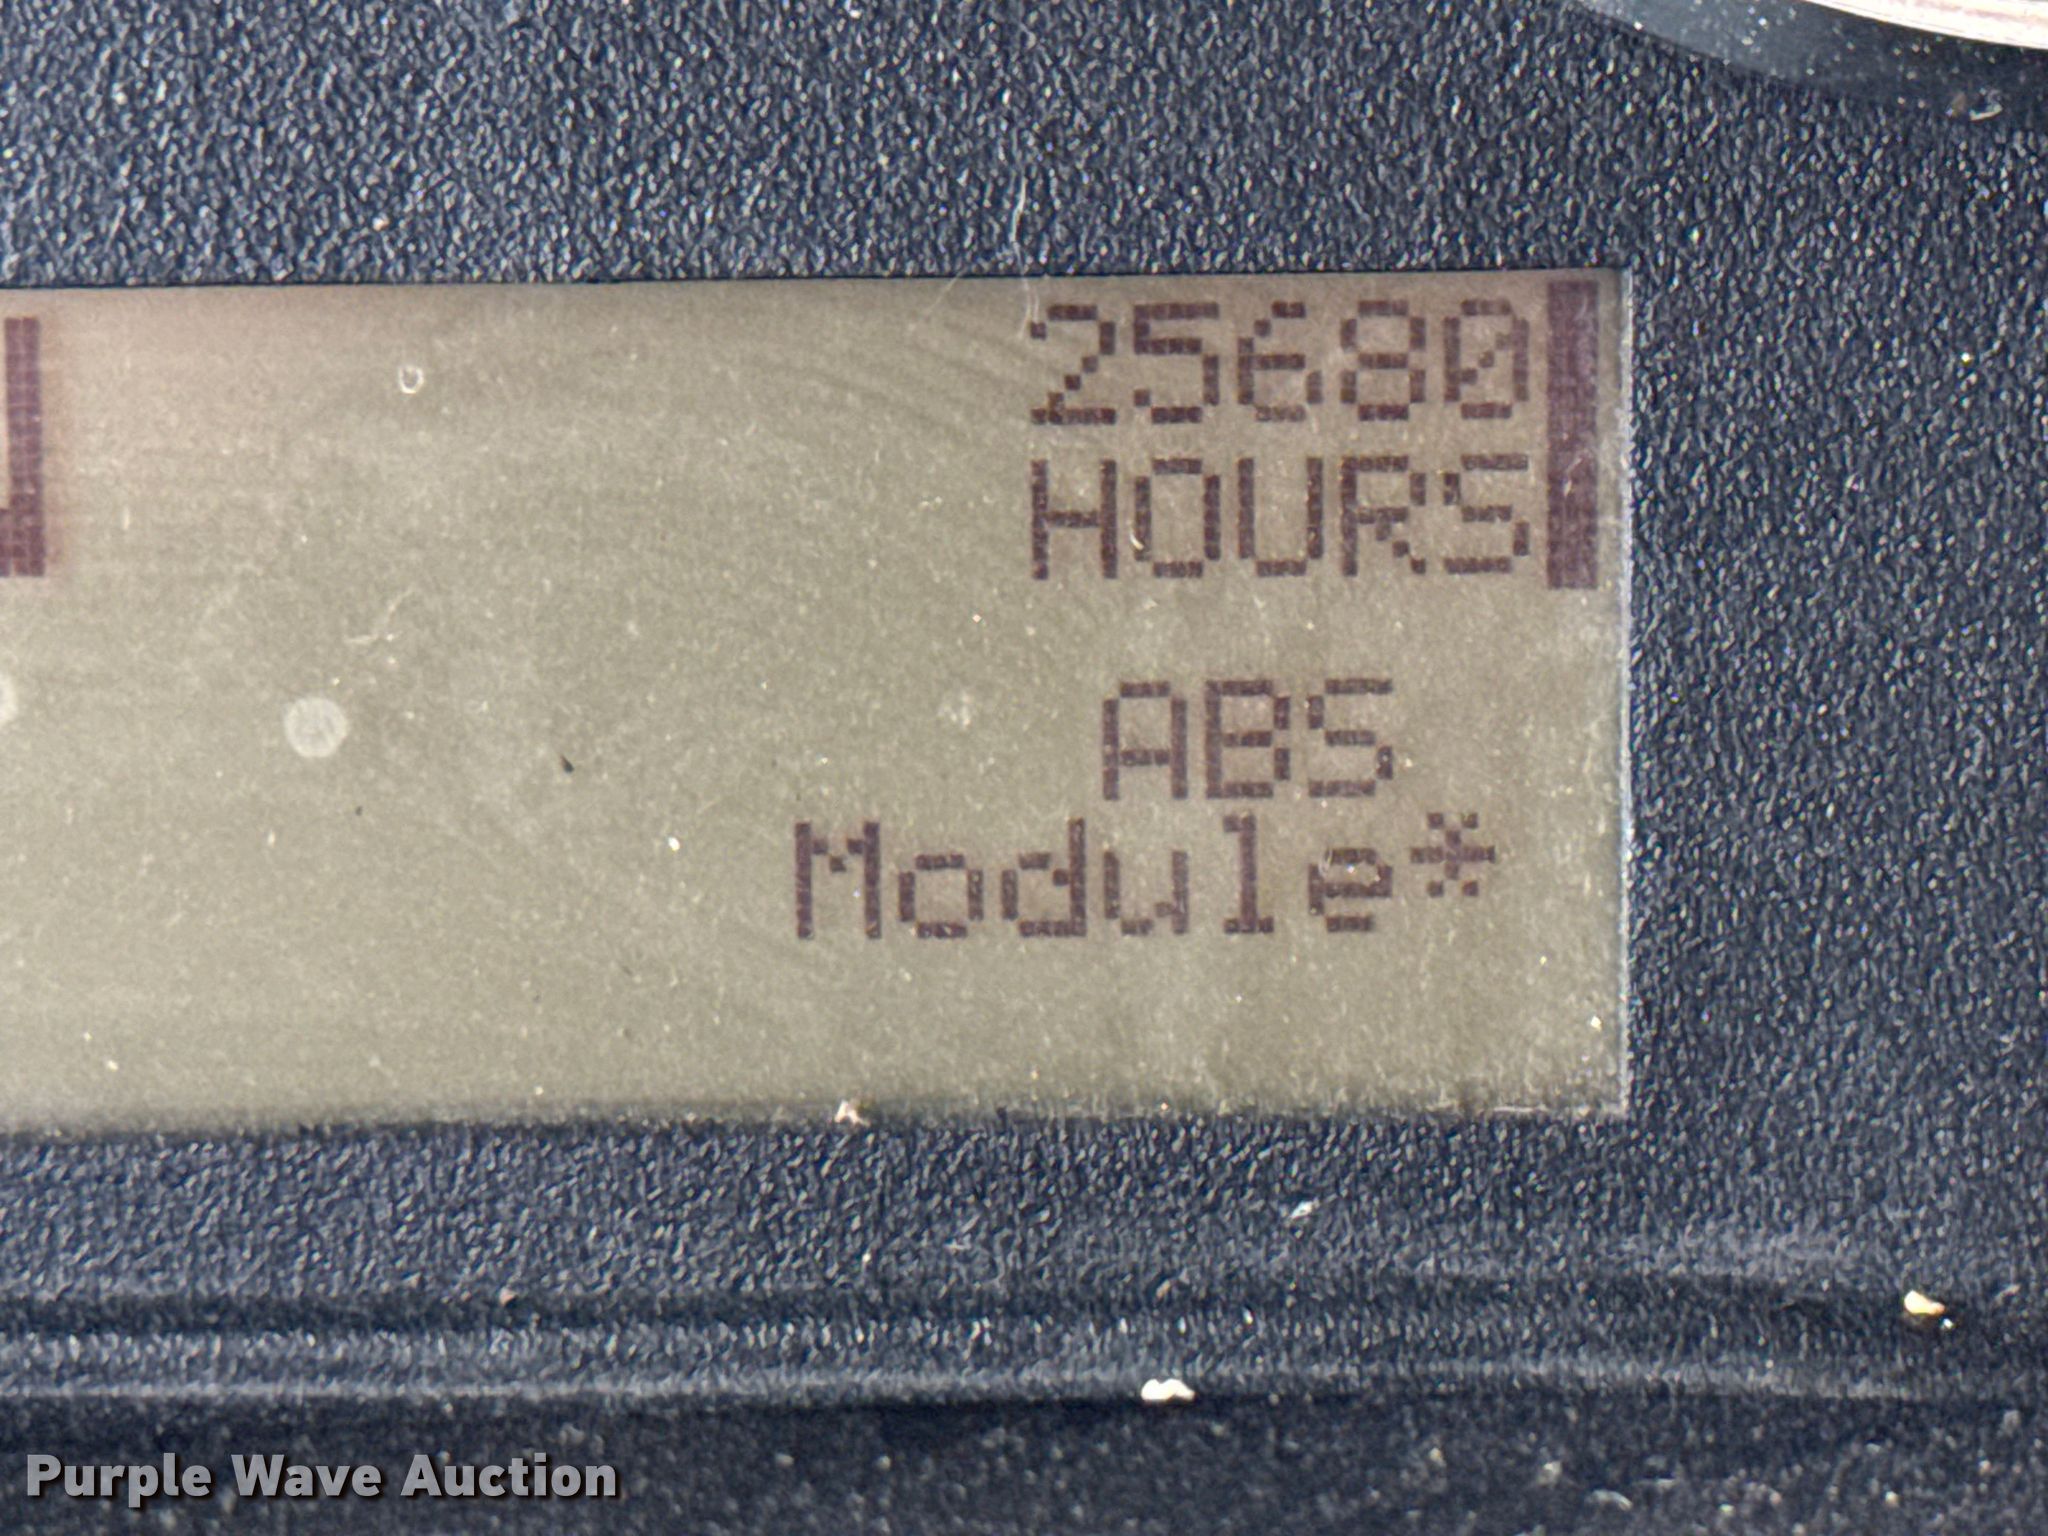 25680
HOURS
ABS
Module*
Purple Wave Auction